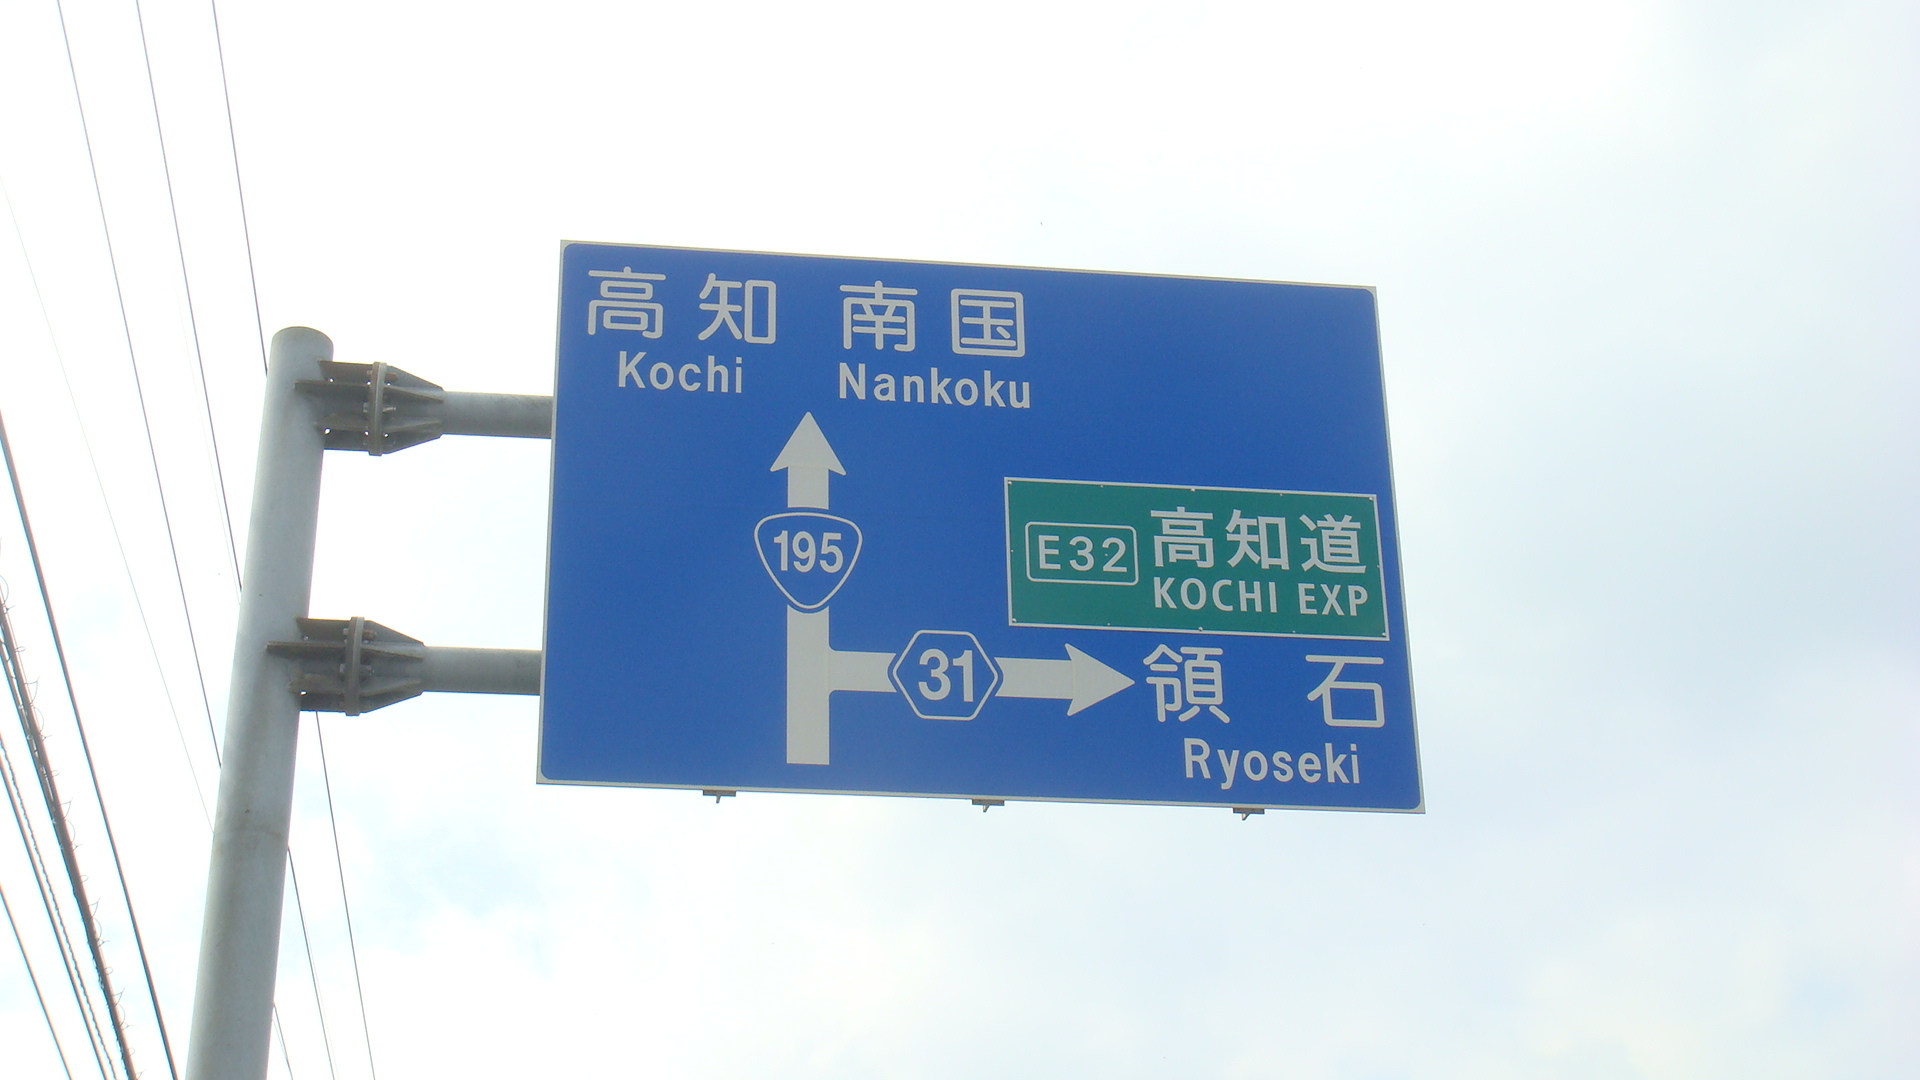 高知 南国
Kochi Nankoku
195
E32 高知道
KOCHI EXP
31 領石
Ryoseki